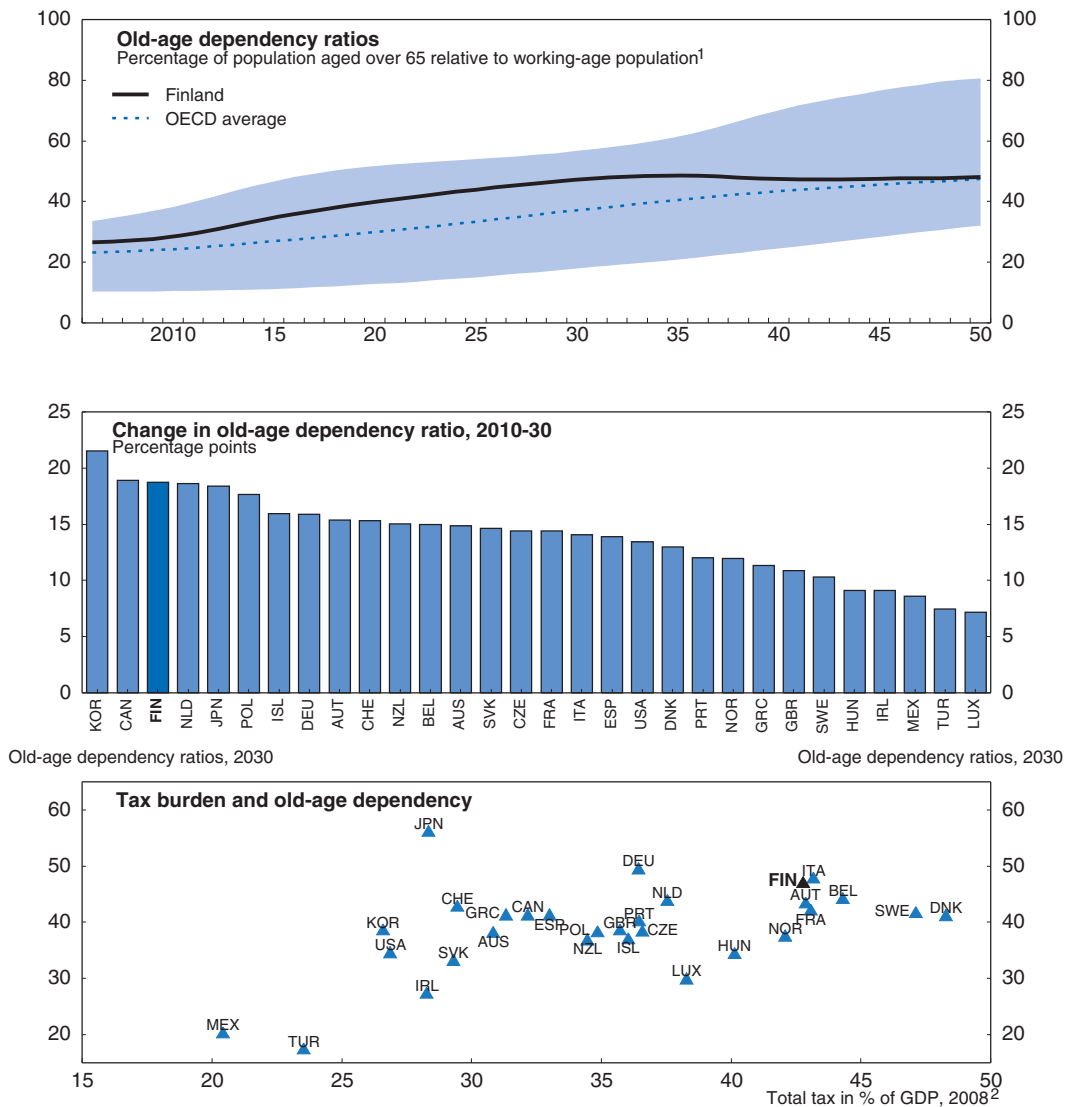 Old-age dependency ratios
Percentage of population aged over 65 relative to working-age population1
Finland
OECD average
100 100
80 80
60 60
40 40
20 20
0 0
2010 15 20 25 30 35 40 45 50
Change in old-age dependency ratio, 2010-30
Percentage points
25 25
20 20
15 15
10 10
5 5
0 0
KOR CAN FIN NLD JPN POL ISL DEU AUT CHE NZL BEL AUS SVK CZE FRA ITA ESP USA DNK PRT NOR GRC GBR SWE HUN IRL MEX TUR LUX
Old-age dependency ratios, 2030 Old-age dependency ratios, 2030
Tax burden and old-age dependency
60 60
JPN
50 DEU 50
FIN ITA
CHE NLD AUT BEL
GRC CAN PRT SWE DNK
40 KOR ESP POL GBR CZE FRA 40
USA AUS NZL ISL NOR
SVK HUN
30 IRL LUX 30
20 MEX TUR 20
15 20 25 30 35 40 45 50
Total tax in % of GDP, 20082